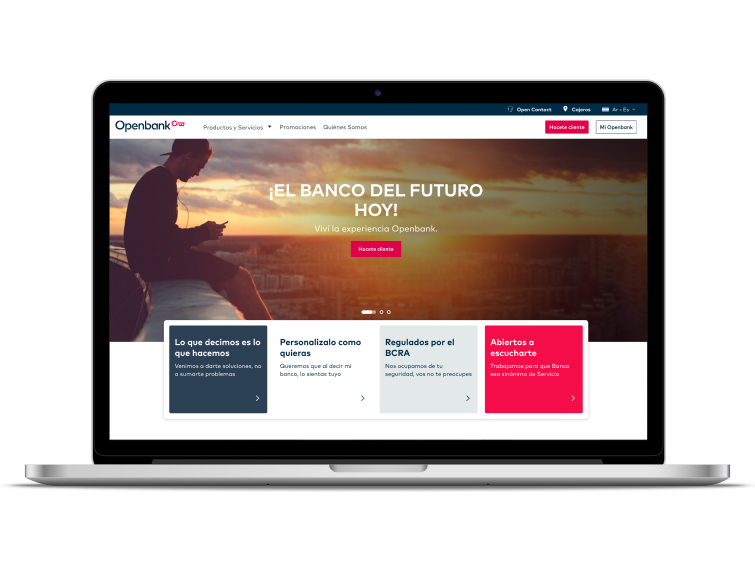 Open Contact Cajeros Ar - Es
Openbank Productos y Servicios Promociones Quiénes Somos Hacete cliente Mi Openbank
¡EL BANCO DEL FUTURO
HOY!
Viví la experiencia Openbank.
Hacete cliente
Lo que decimos es lo
que hacemos
Venimos a darte soluciones, no
a sumarte problemas
Personalizalo como
quieras
Queremos que al decir mi
banco, lo sientas tuyo
Regulados por el
BCRA
Nos ocupamos de tu
seguridad, vos no te preocupes
Abiertos a
escucharte
Trabajamos para que Banco
sea sinónimo de Servicio